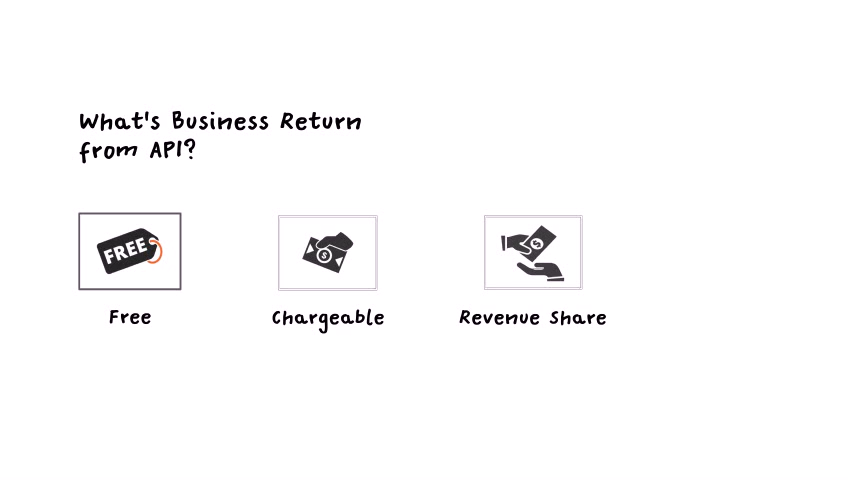 What's Business Return
from API?
FREE
Free
Chargeable
Revenue Share